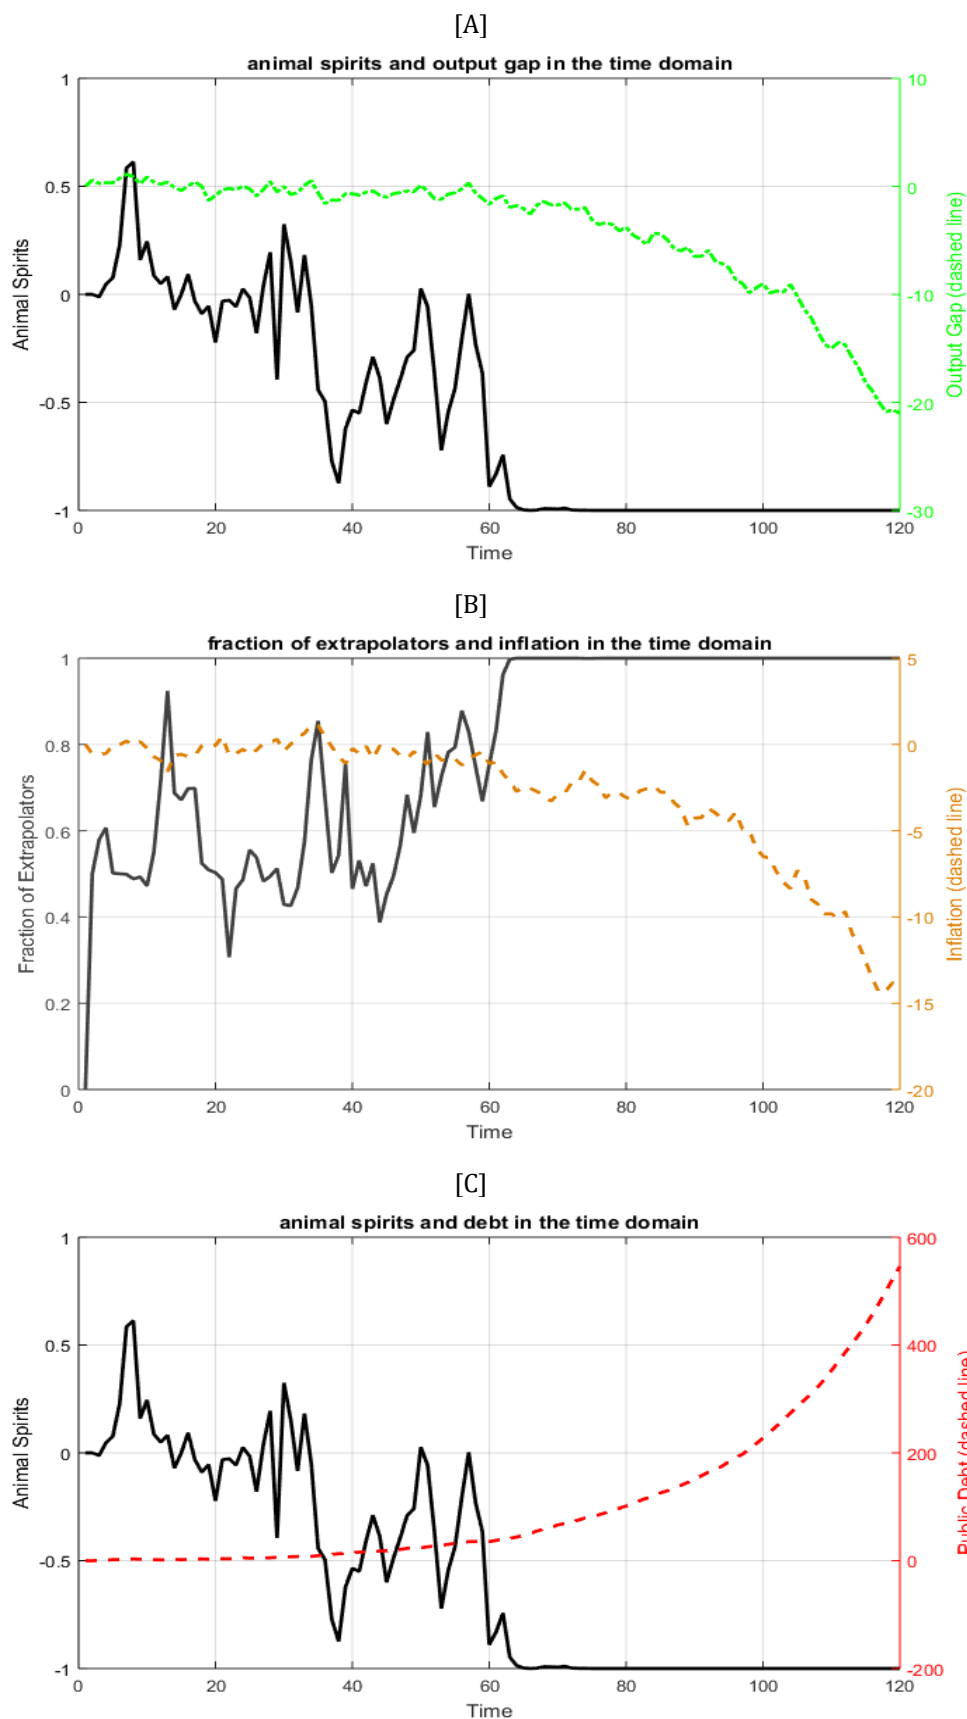 [A]
animal spirits and output gap in the time domain
1
0.5
0
-0.5
-1
Animal Spirits
10
0
-10
-20
-30
Output Gap (dashed line)
0 20 40 60 80 100 120
Time
[B]
fraction of extrapolators and inflation in the time domain
1
0.8
0.6
0.4
0.2
0
Fraction of Extrapolators
5
0
-5
-10
-15
-20
Inflation (dashed line)
0 20 40 60 80 100 120
Time
[C]
animal spirits and debt in the time domain
1
0.5
0
-0.5
-1
Animal Spirits
600
400
200
0
-200
Public Debt (dashed line)
0 20 40 60 80 100 120
Time